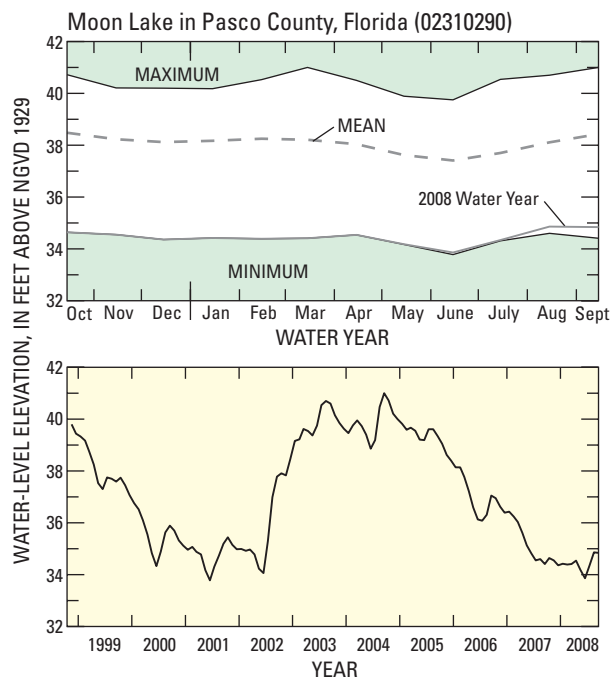 Moon Lake in Pasco County, Florida (02310290)
WATER-LEVEL ELEVATION, IN FEET ABOVE NGVD 1929
42
40
38
36
34
32
MAXIMUM
MEAN
2008 Water Year
MINIMUM
Oct Nov Dec Jan Feb Mar Apr May June July Aug Sept
WATER YEAR
42
40
38
36
34
32
1999 2000 2001 2002 2003 2004 2005 2006 2007 2008
YEAR